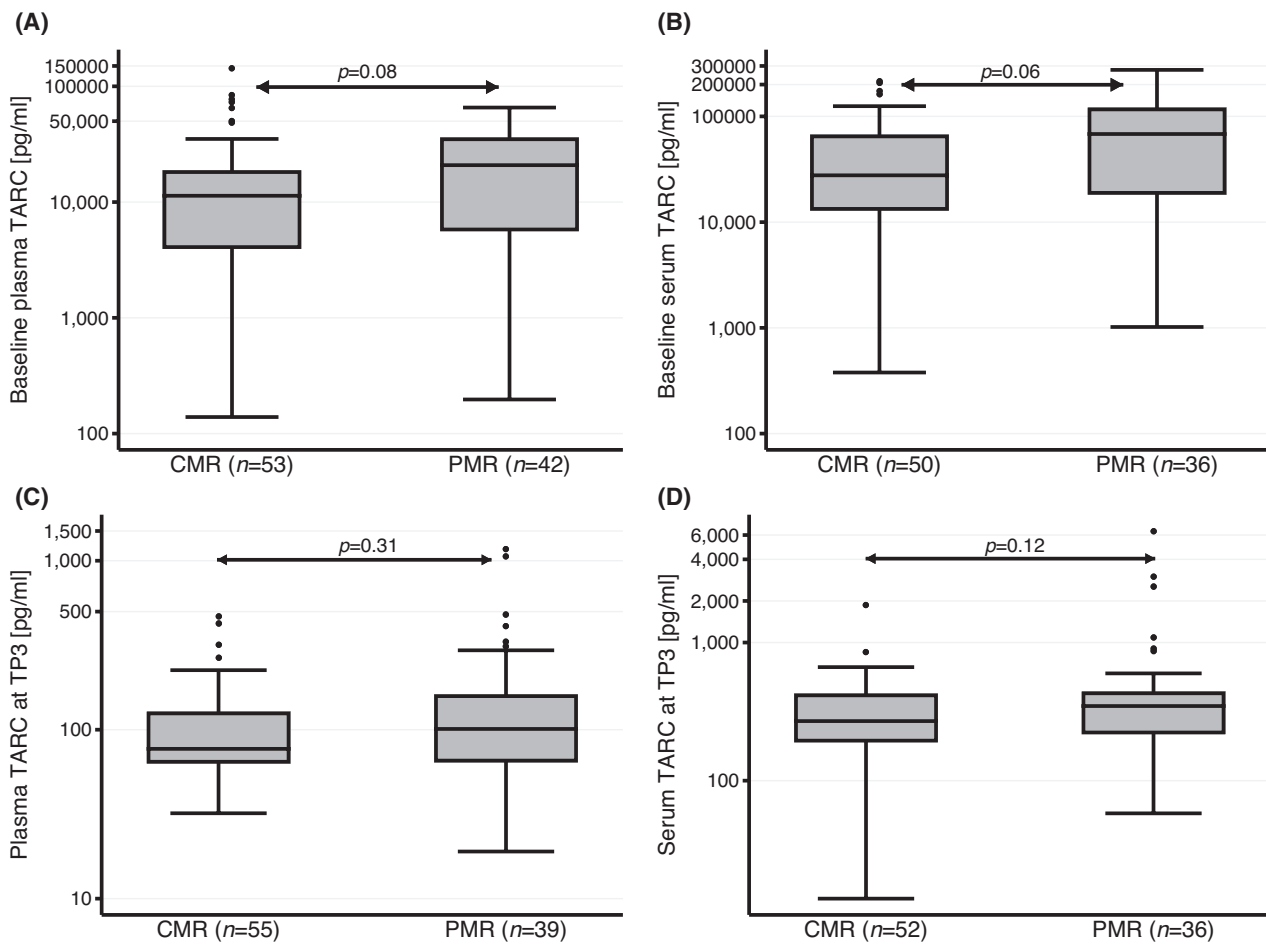 (A)
Baseline plasma TARC [pg/ml]
150000
100000
50,000
10,000
1,000
100
p=0.08
CMR (n=53)
PMR (n=42)
(B)
Baseline serum TARC [pg/ml]
300000
200000
100000
10,000
1,000
100
p=0.06
CMR (n=50)
PMR (n=36)
(C)
Plasma TARC at TP3 [pg/ml]
1,500
1,000
500
100
10
p=0.31
CMR (n=55)
PMR (n=39)
(D)
Serum TARC at TP3 [pg/ml]
6,000
4,000
2,000
1,000
100
p=0.12
CMR (n=52)
PMR (n=36)